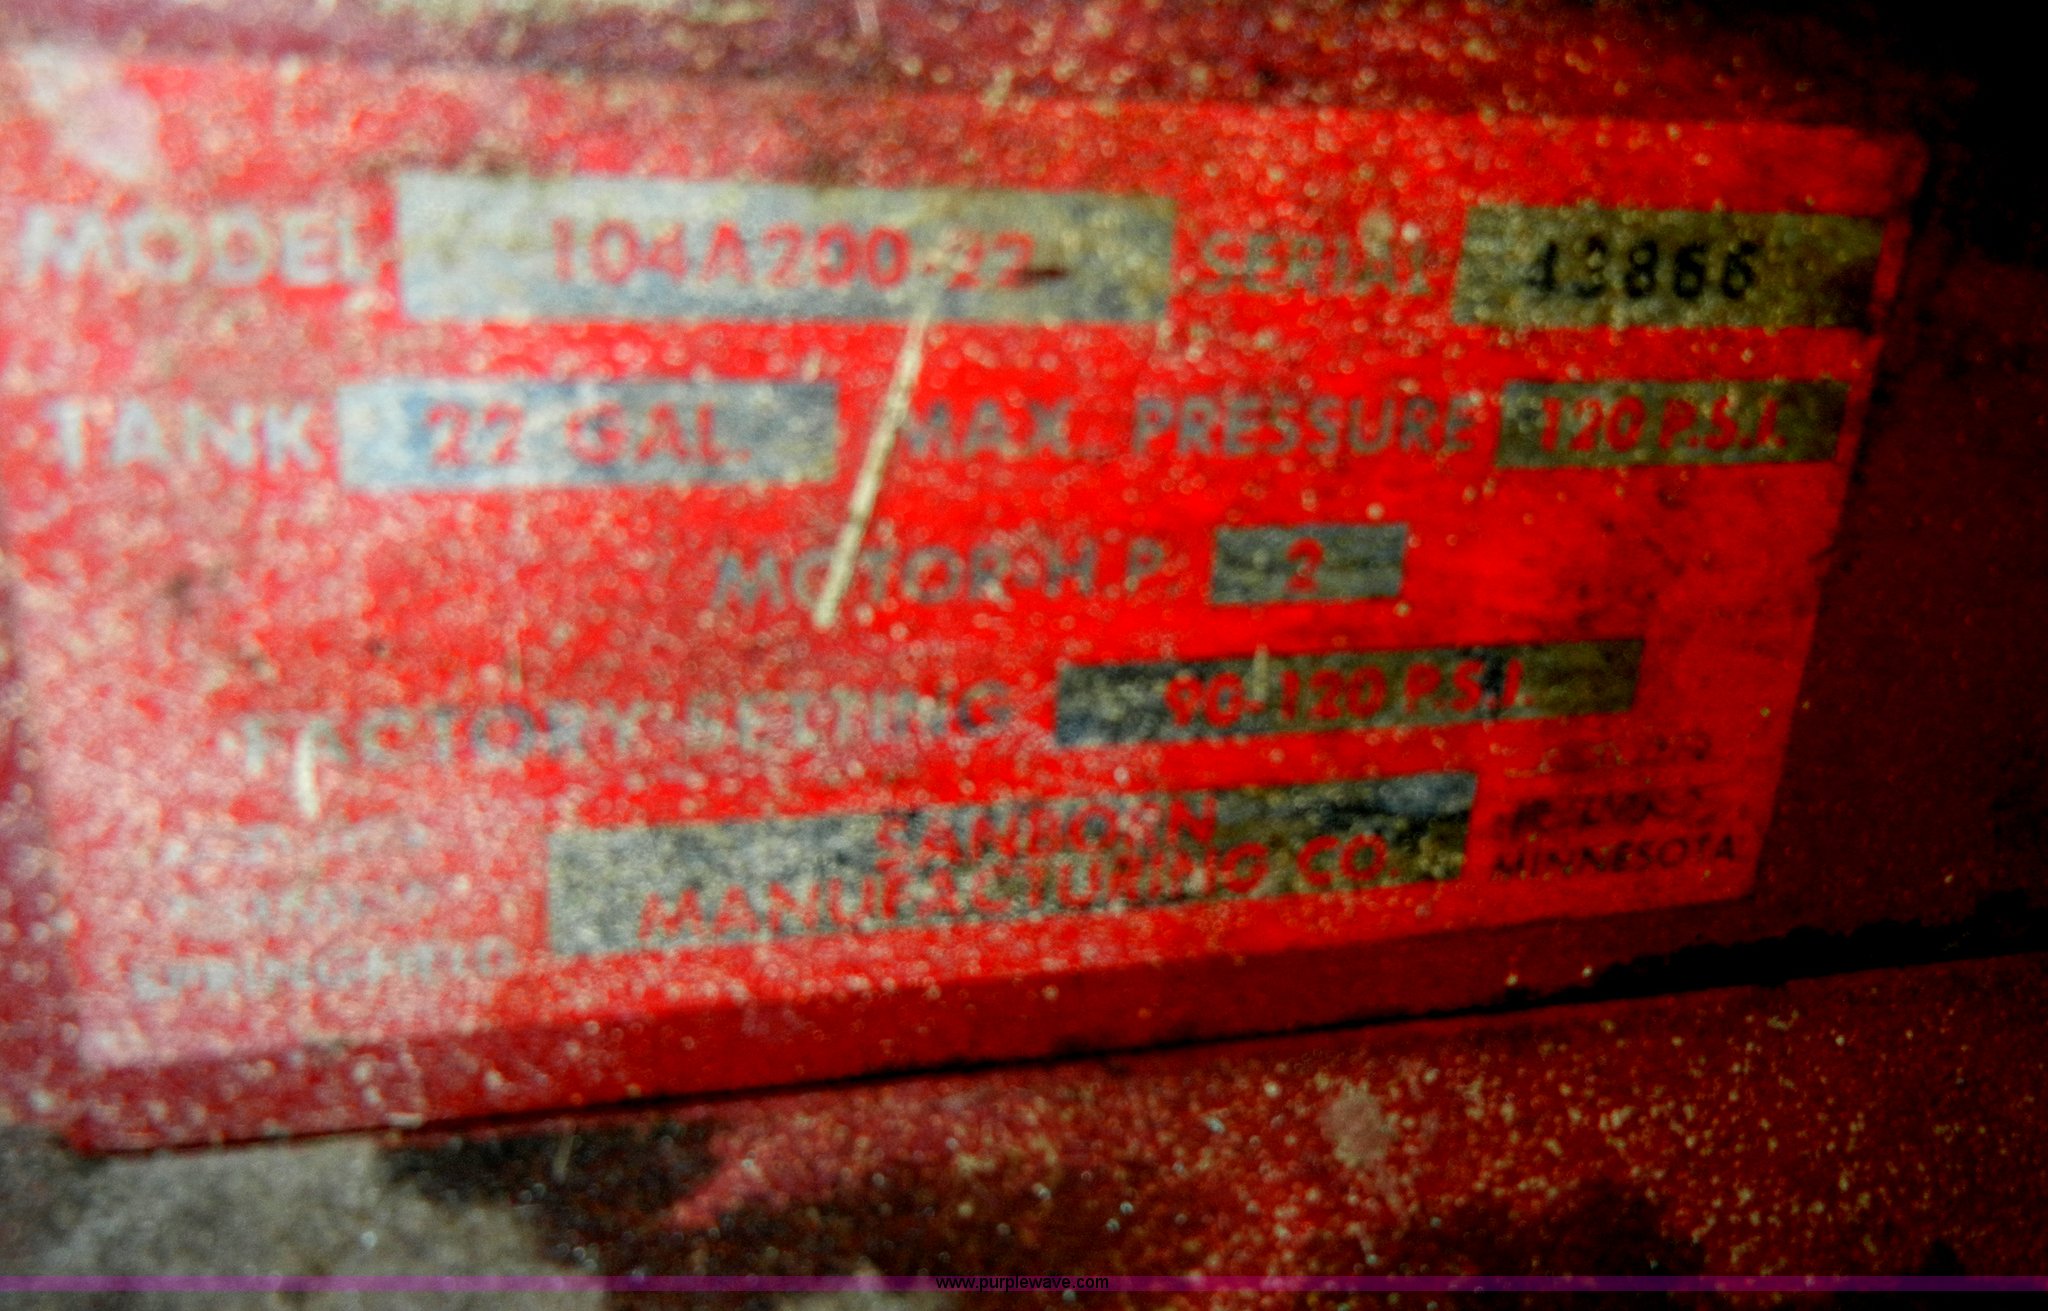 MODEL 104A200-22 SERIAL 43866
TANK 22 GAL. MAX. PRESSURE 120 P.S.I.
MOTOR H.P. 2
FACTORY SETTING 90-120 P.S.I.
SANBORN
MANUFACTURING CO.
SPRINGFIELD
MINNESOTA
www.purplewave.com